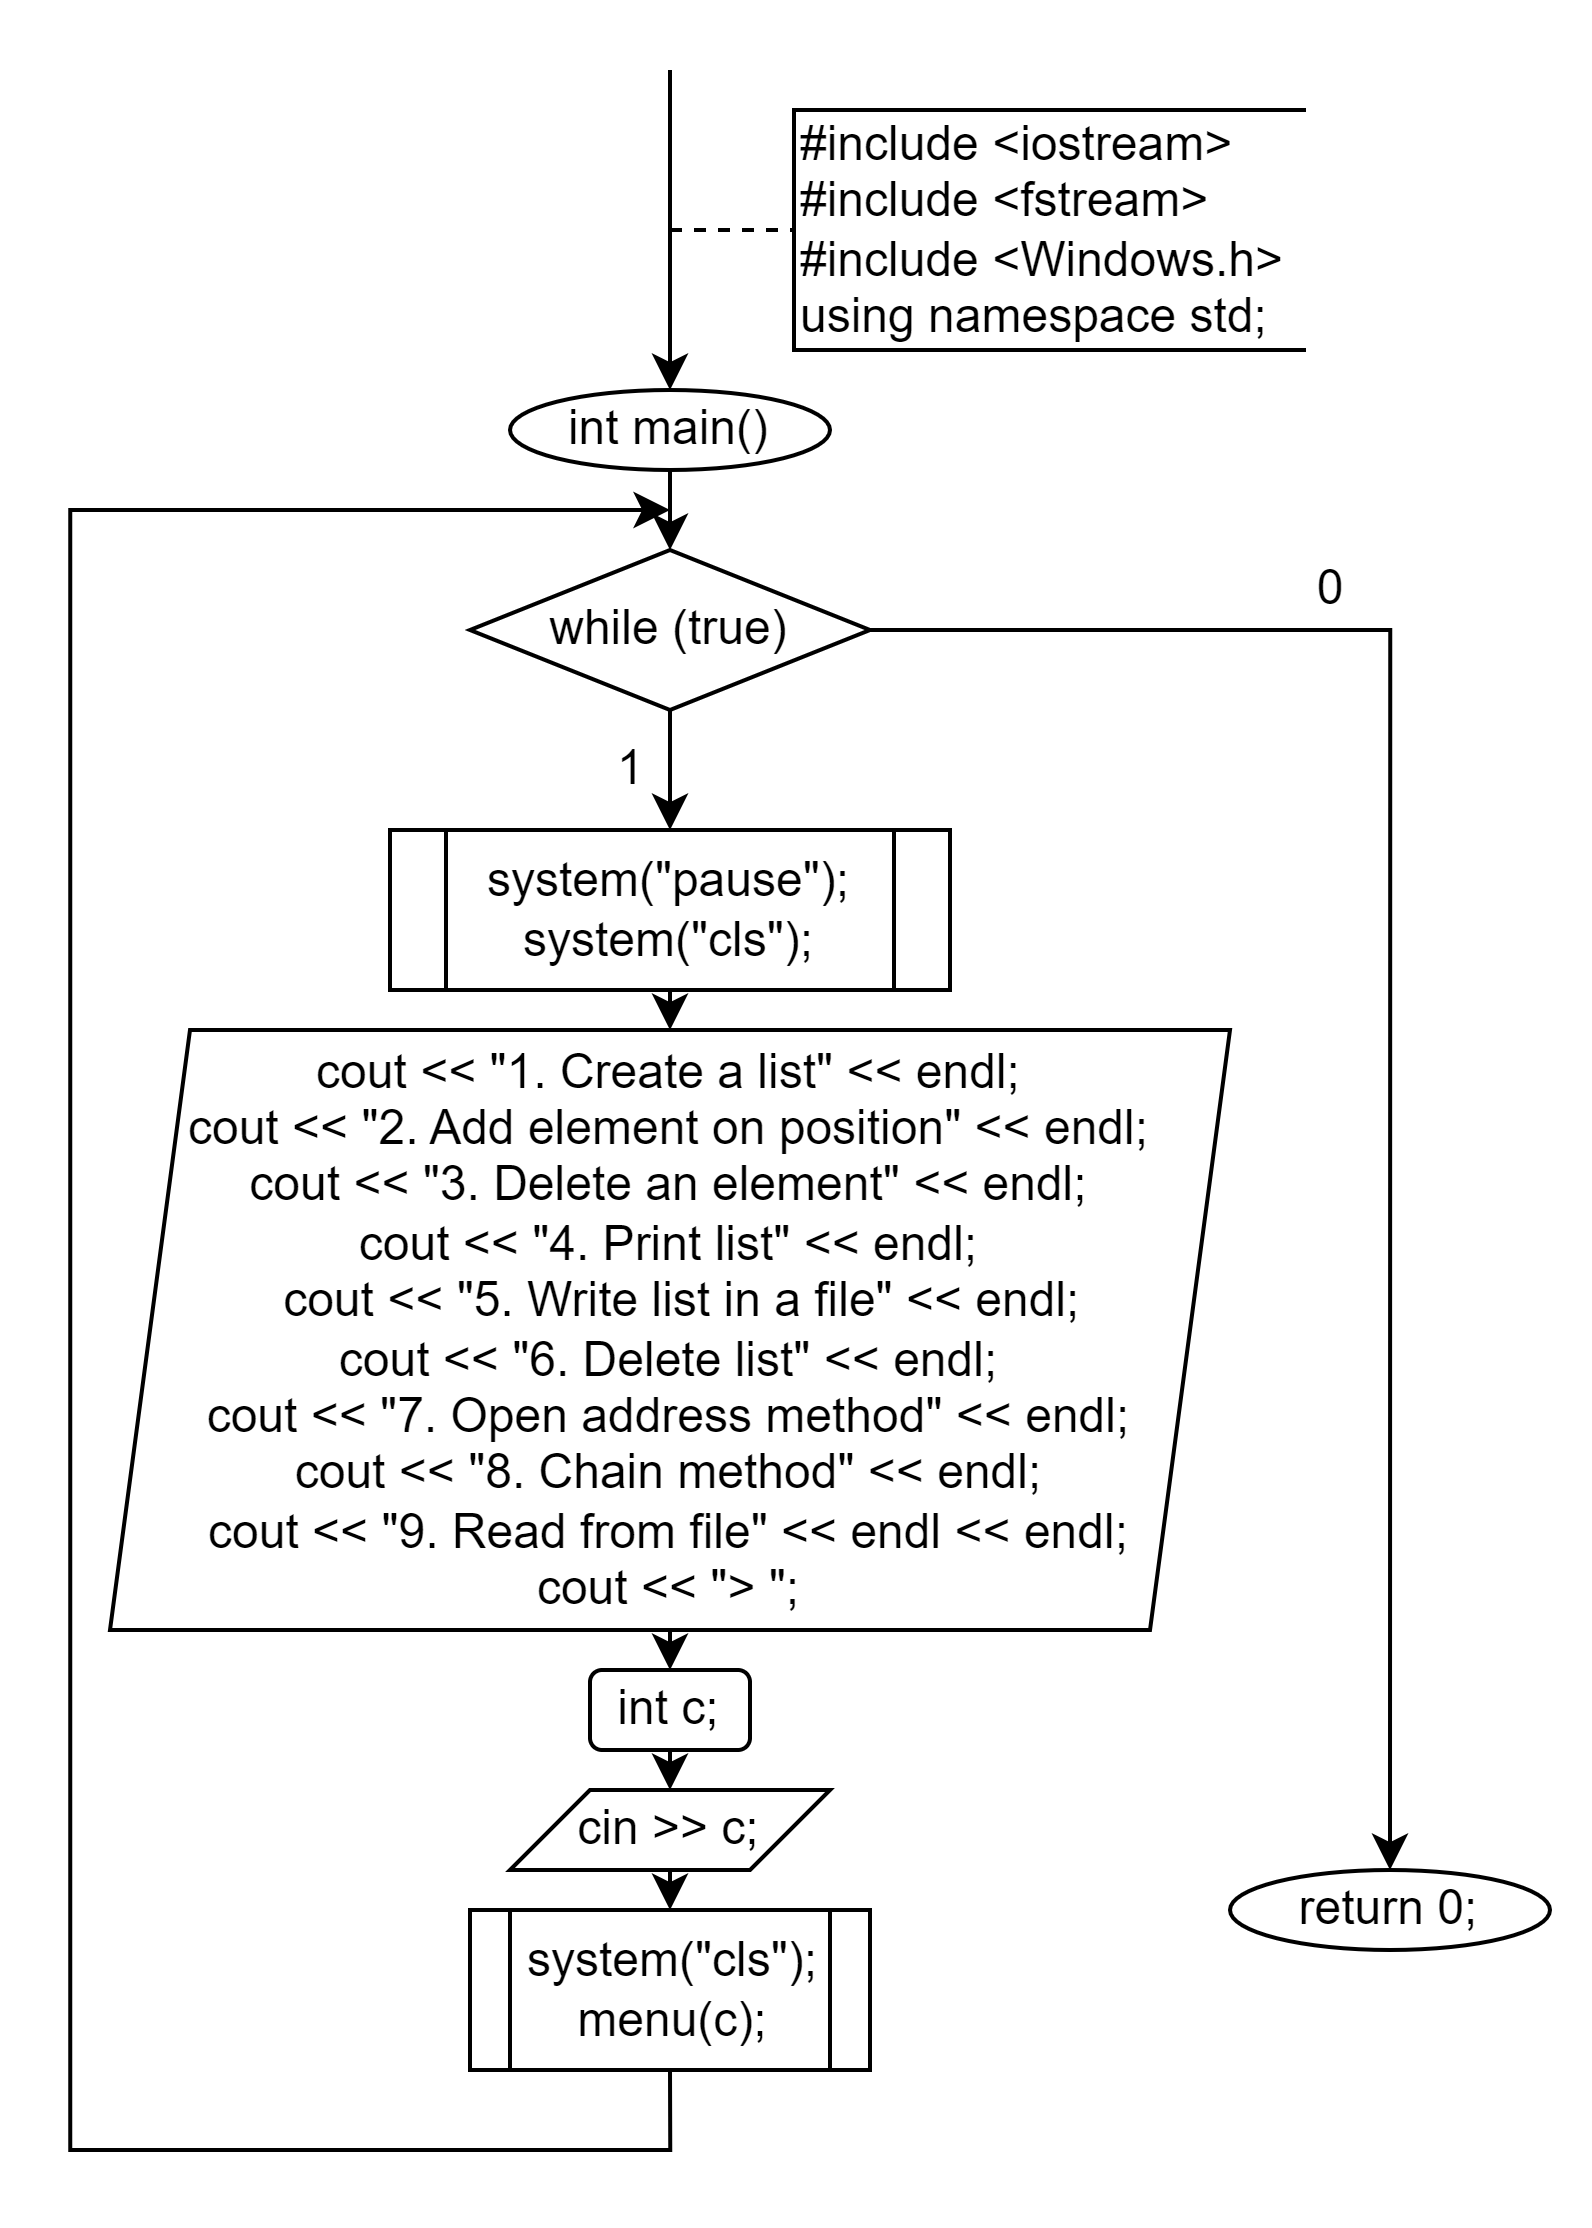 #include <iostream>
#include <fstream>
#include <Windows.h>
using namespace std;
int main()
while (true)
0
1
system("pause");
system("cls");
cout << "1. Create a list" << endl;
cout << "2. Add element on position" << endl;
cout << "3. Delete an element" << endl;
cout << "4. Print list" << endl;
cout << "5. Write list in a file" << endl;
cout << "6. Delete list" << endl;
cout << "7. Open address method" << endl;
cout << "8. Chain method" << endl;
cout << "9. Read from file" << endl << endl;
cout << "> ";
int c;
cin >> c;
return 0;
system("cls");
menu(c);